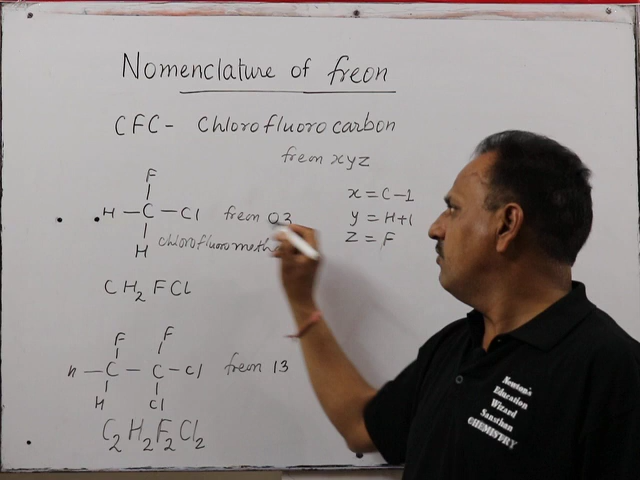 Nomenclature of freon
CFC - Chlorofluorocarbon
freon xyz
x = C-1
y = H+1
Z = F
F
H - C - Cl freon 03
H chlorofluorometh
CH2FCl
F F
H - C - C - Cl freon 13
H Cl
C2H2F2Cl2
Newton's
Education
Wizard
Sansthan
CHEMISTRY